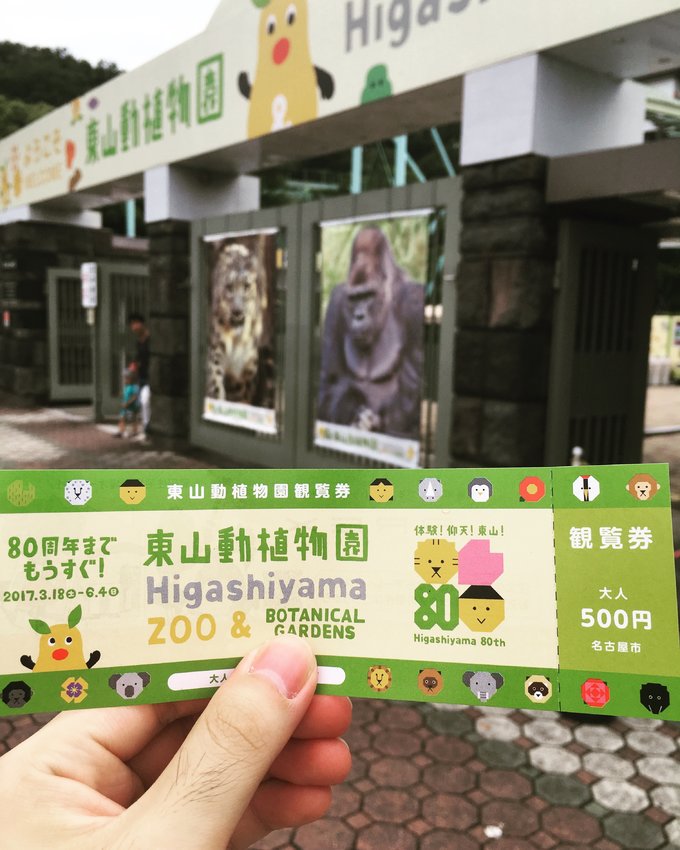 Higashi
東山動植物園
ようこそ
WELCOME
東山動植物園観覧券
80周年まで
もうすぐ!
2017.3.18㊏-6.4㊐
東山動植物園
Higashiyama
ZOO &
BOTANICAL
GARDENS
体験!仰天!東山!
80
Higashiyama 80th
観覧券
大人
500円
名古屋市
大人